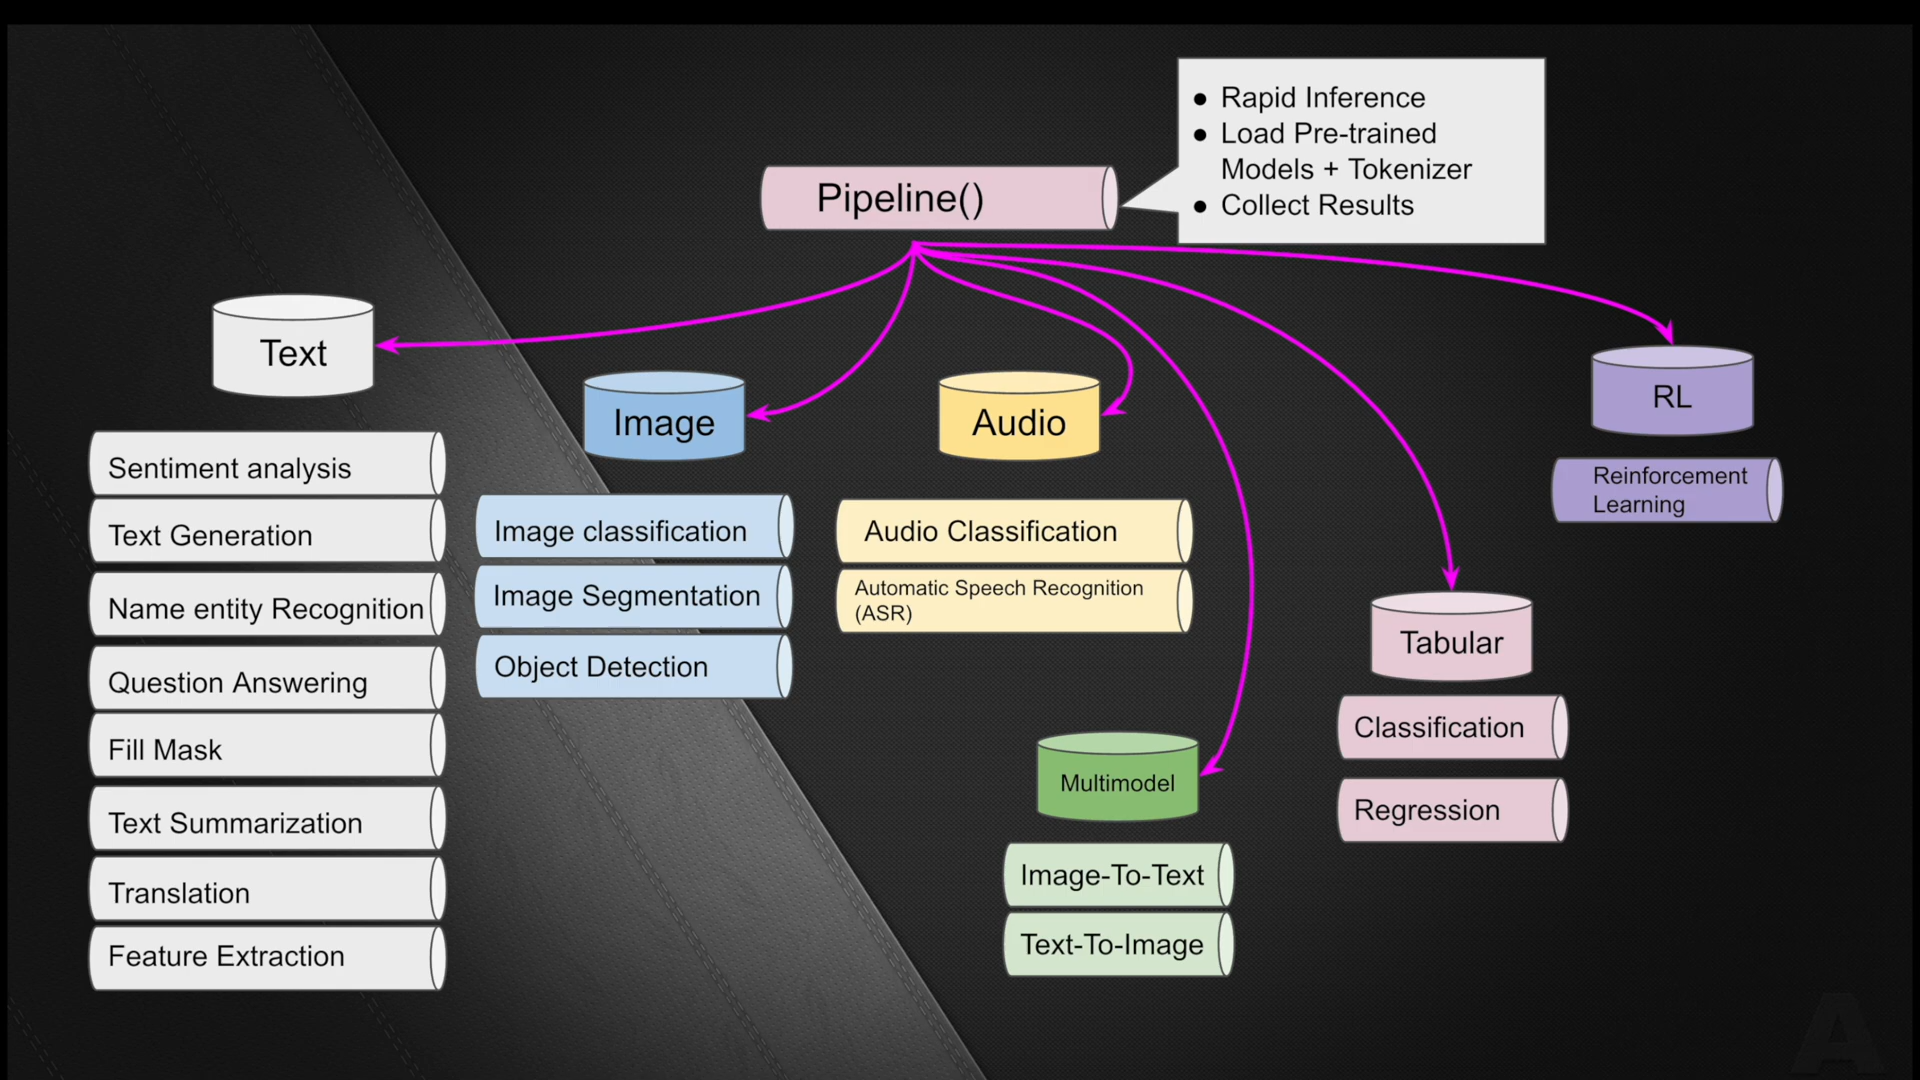 Rapid Inference
Load Pre-trained
Models + Tokenizer
Collect Results
Pipeline()
Text
Sentiment analysis
Text Generation
Name entity Recognition
Question Answering
Fill Mask
Text Summarization
Translation
Feature Extraction
Image
Image classification
Image Segmentation
Object Detection
Audio
Audio Classification
Automatic Speech Recognition
(ASR)
Multimodel
Image-To-Text
Text-To-Image
Tabular
Classification
Regression
RL
Reinforcement
Learning
A